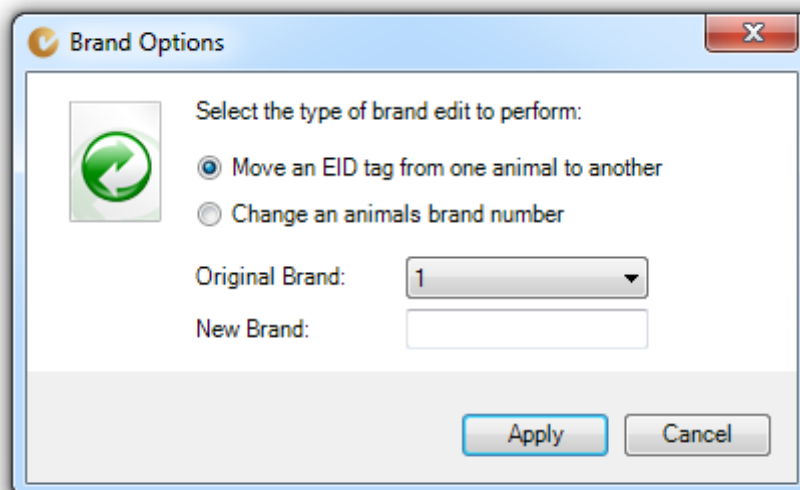 Brand Options
Select the type of brand edit to perform:
Move an EID tag from one animal to another
Change an animals brand number
Original Brand: 1
New Brand:
Apply Cancel